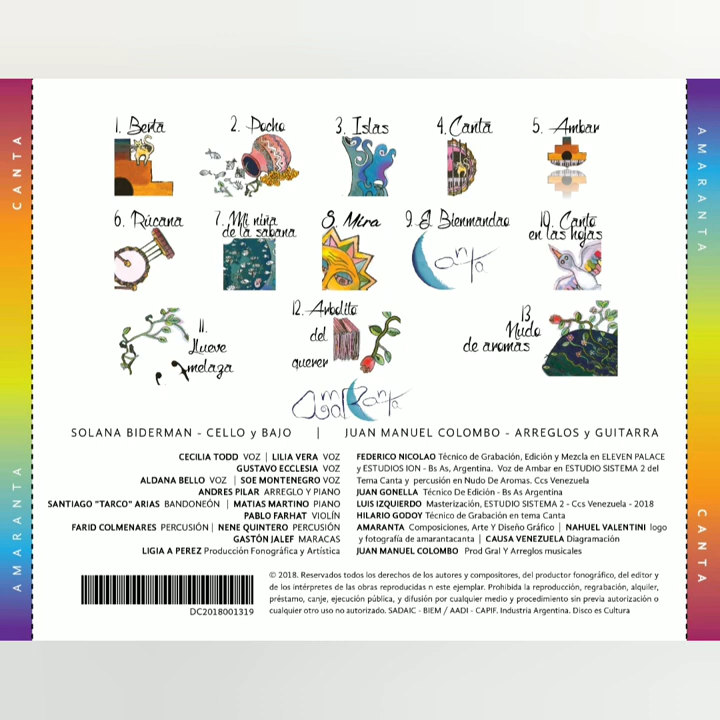 1. Berta
2. Pocho
3. Islas
4. Canta
5. Ambar
6. Rúcana
7. Mi niña
de la sabana
8. Mira
9. El Bienmandao
Canta
10. Canto
en las hojas
11.
Llueve
melaza
12. Arbolito
del
querer
13.
Nudo
de aromas
SOLANA BIDERMAN - CELLO y BAJO | JUAN MANUEL COLOMBO - ARREGLOS y GUITARRA
CECILIA TODD VOZ | LILIA VERA VOZ
GUSTAVO ECCLESIA VOZ
ALDANA BELLO VOZ | SOE MONTENEGRO VOZ
ANDRES PILAR ARREGLO Y PIANO
SANTIAGO "TARCO" ARIAS BANDONEÓN | MATIAS MARTINO PIANO
PABLO FARHAT VIOLÍN
FARID COLMENARES PERCUSIÓN | NENE QUINTERO PERCUSIÓN
GASTÓN JALEF MARACAS
LIGIA A PEREZ Producción Fonográfica y Artística
FEDERICO NICOLAO Técnico de Grabación, Edición y Mezcla en ELEVEN PALACE
y ESTUDIOS ION - Bs As, Argentina. Voz de Ambar en ESTUDIO SISTEMA 2 del
Tema Canta y percusión en Nudo De Aromas. Ccs Venezuela
JUAN GONELLA Técnico De Edición - Bs As Argentina
LUIS IZQUIERDO Masterización, ESTUDIO SISTEMA 2 - Ccs Venezuela - 2018
HILARIO GODOY Técnico de Grabación en tema Canta
AMARANTA Composiciones, Arte Y Diseño Gráfico | NAHUEL VALENTINI logo
y fotografía de amarantacanta | CAUSA VENEZUELA Diagramación
JUAN MANUEL COLOMBO Prod Gral Y Arreglos musicales
DC2018001319
© 2018. Reservados todos los derechos de los autores y compositores, del productor fonográfico, del editor y
de los intérpretes de las obras reproducidas n este ejemplar. Prohibida la reproducción, regrabación, alquiler,
préstamo, canje, ejecución pública, y difusión por cualquier medio y procedimiento sin previa autorización o
cualquier otro uso no autorizado. SADAIC - BIEM / AADI - CAPIF. Industria Argentina. Disco es Cultura
AMARANTA CANTA
AMARANTA CANTA